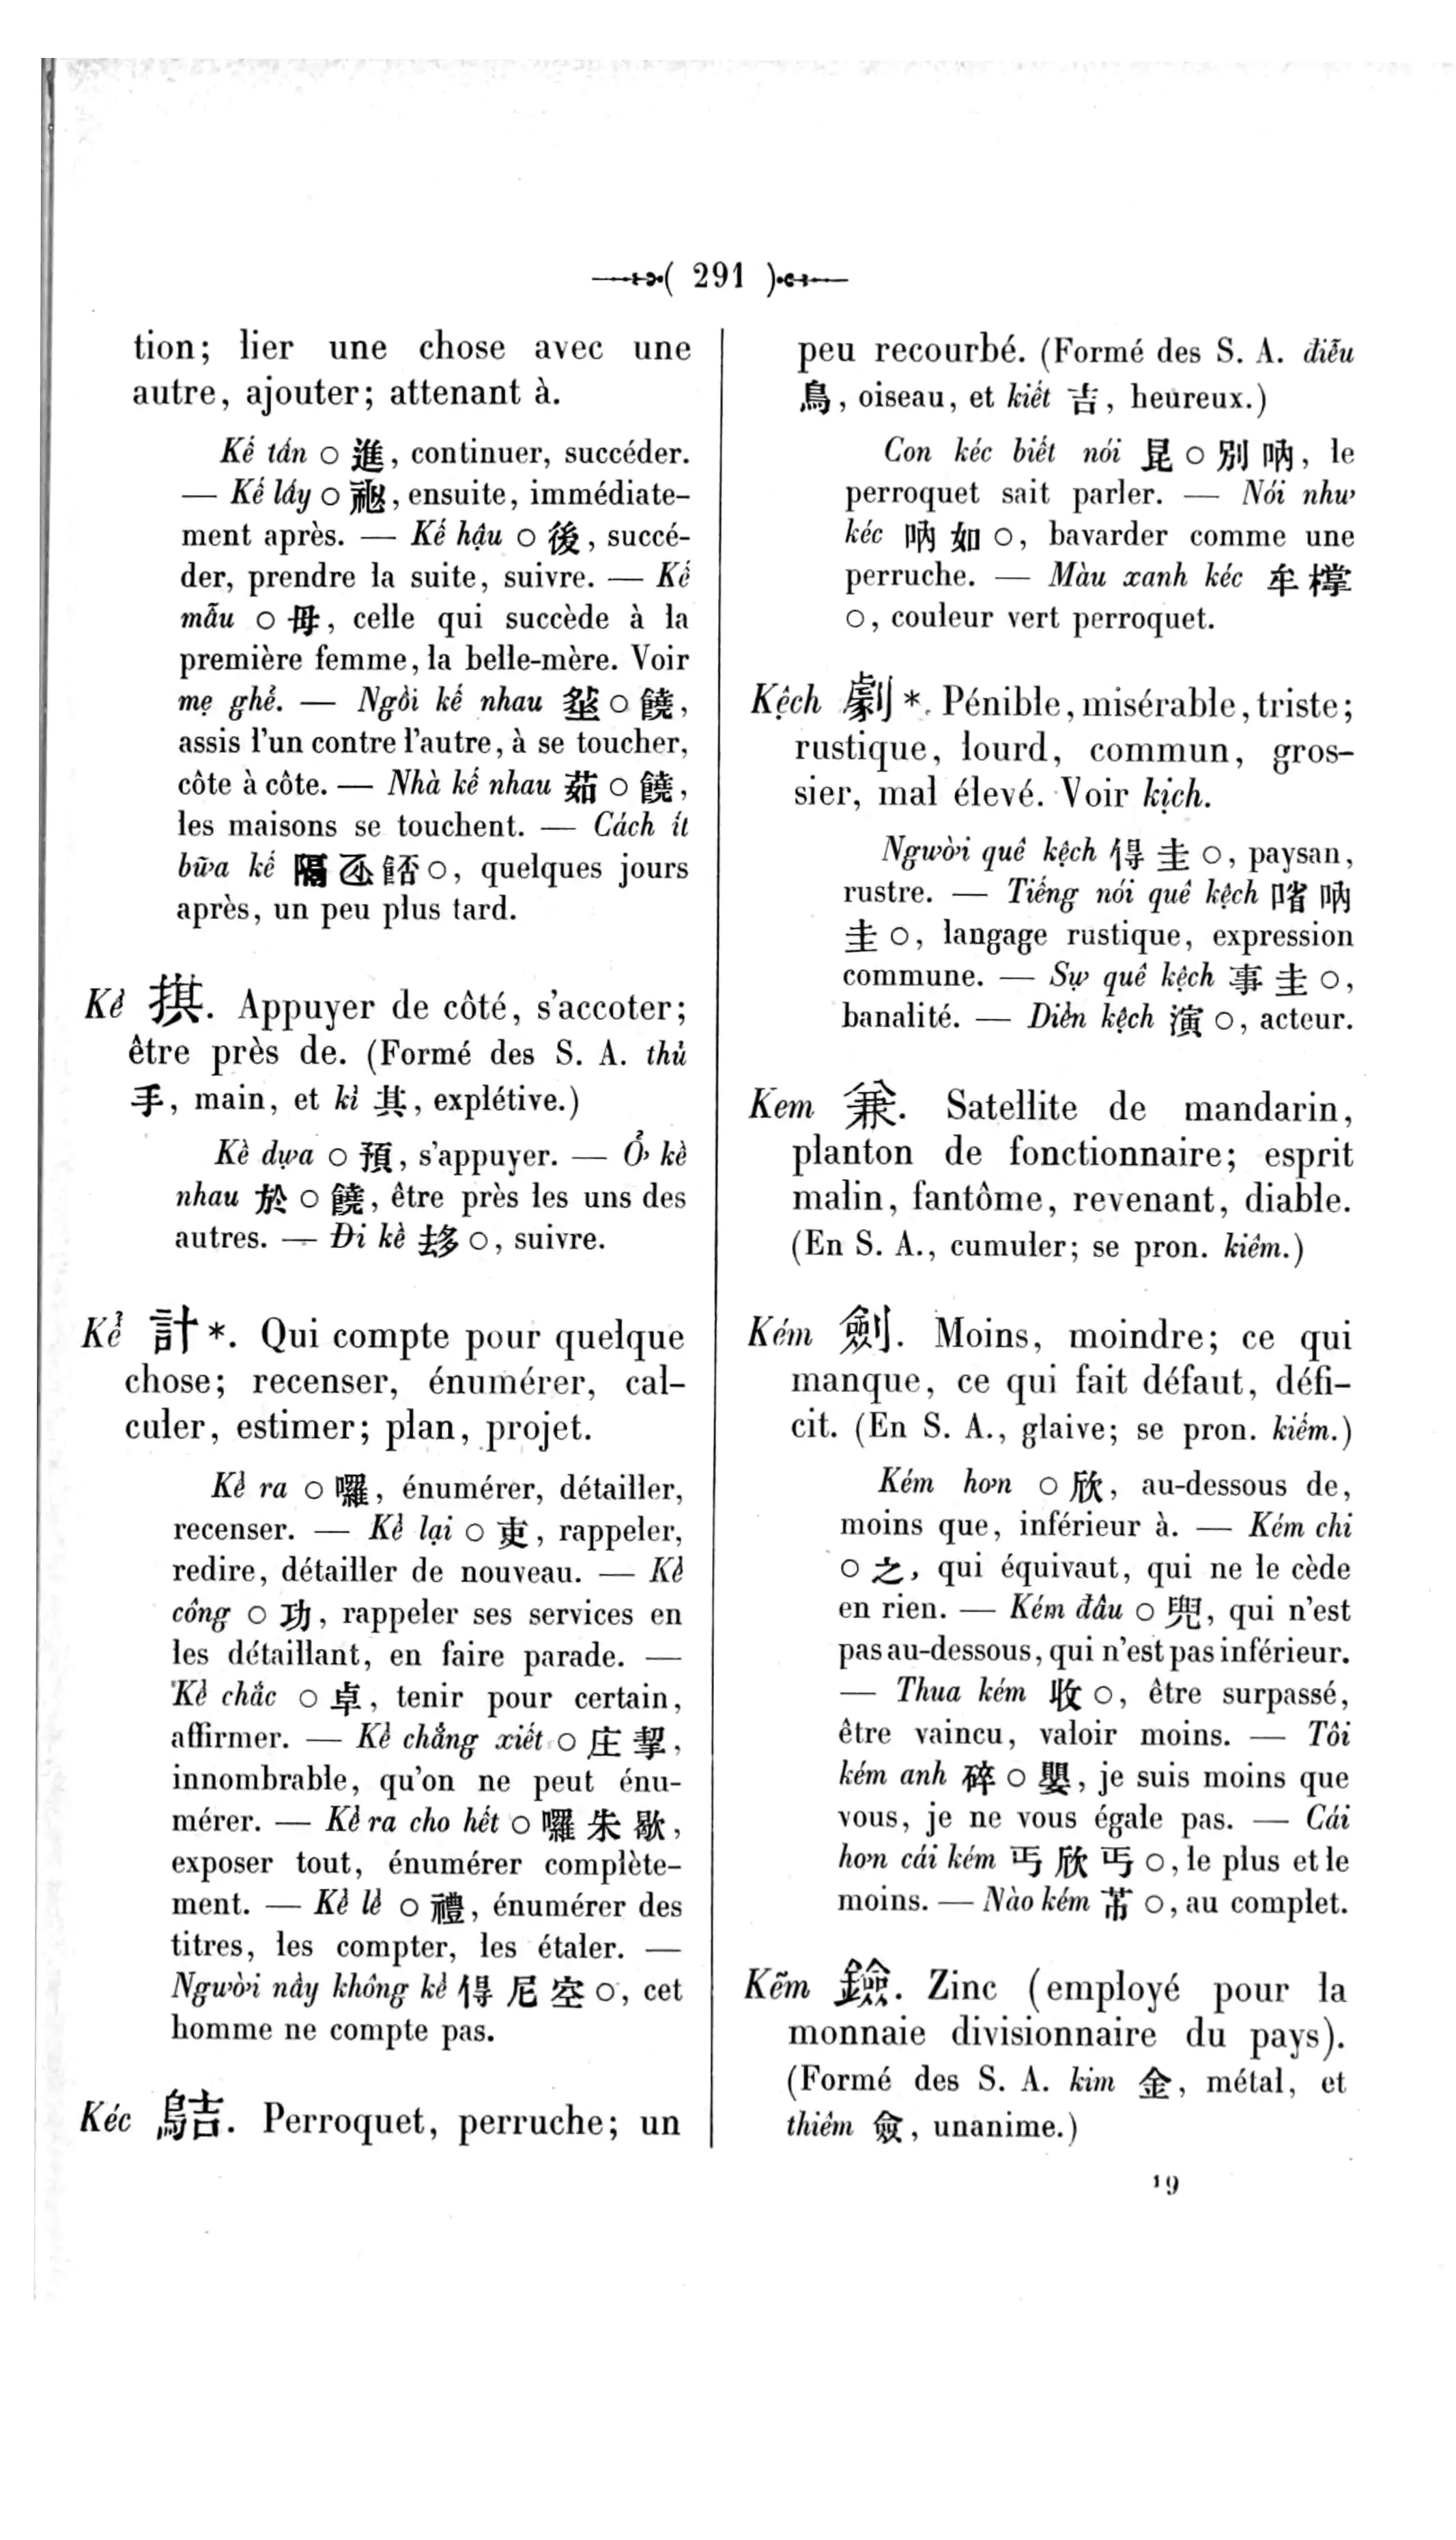 ( 291 )
tion; lier une chose avec une
autre, ajouter; attenant à.
Kế tấn ○ 進, continuer, succéder.
— Kế lấy ○ 𥙩, ensuite, immédiate-
ment après. — Kế hậu ○ 後, succé-
der, prendre la suite, suivre. — Kế
mẫu ○ 母, celle qui succède à la
première femme, la belle-mère. Voir
mẹ ghẻ. — Ngồi kế nhau 𡎢 ○ 饒,
assis l'un contre l'autre, à se toucher,
côte à côte. — Nhà kế nhau 茹 ○ 饒,
les maisons se touchent. — Cách ít
bữa kế 隔 𠃣 𩛷 ○, quelques jours
après, un peu plus tard.
Kề 掑. Appuyer de côté, s'accoter;
être près de. (Formé des S. A. thủ
手, main, et kì 其, explétive.)
Kề dựa ○ 預, s'appuyer. — Ở kề
nhau 於 ○ 饒, être près les uns des
autres. — Đi kề 𠫾 ○, suivre.
Kể 計 *. Qui compte pour quelque
chose; recenser, énumérer, cal-
culer, estimer; plan, projet.
Kể ra ○ 囉, énumérer, détailler,
recenser. — Kể lại ○ 吏, rappeler,
redire, détailler de nouveau. — Kể
công ○ 功, rappeler ses services en
les détaillant, en faire parade. —
Kể chắc ○ 卓, tenir pour certain,
affirmer. — Kể chẳng xiết ○ 庄 挈,
innombrable, qu'on ne peut énu-
mérer. — Kể ra cho hết ○ 囉 朱 歇,
exposer tout, énumérer complète-
ment. — Kể lể ○ 禮, énumérer des
titres, les compter, les étaler. —
Người nầy không kể 𠊚 尼 空 ○, cet
homme ne compte pas.
Kéc 𪀚. Perroquet, perruche; un
peu recourbé. (Formé des S. A. điểu
鳥, oiseau, et kiết 吉, heureux.)
Con kéc biết nói 昆 ○ 別 吶, le
perroquet sait parler. — Nói như
kéc 吶 如 ○, bavarder comme une
perruche. — Màu xanh kéc 牟 撑
○, couleur vert perroquet.
Kệch 劇 *. Pénible, misérable, triste;
rustique, lourd, commun, gros-
sier, mal élevé. Voir kịch.
Người quê kệch 𠊚 圭 ○, paysan,
rustre. — Tiếng nói quê kệch 㗂 吶
圭 ○, langage rustique, expression
commune. — Sự quê kệch 事 圭 ○,
banalité. — Diễn kệch 演 ○, acteur.
Kem 兼. Satellite de mandarin,
planton de fonctionnaire; esprit
malin, fantôme, revenant, diable.
(En S. A., cumuler; se pron. kiêm.)
Kém 劍. Moins, moindre; ce qui
manque, ce qui fait défaut, défi-
cit. (En S. A., glaive; se pron. kiếm.)
Kém hơn ○ 欣, au-dessous de,
moins que, inférieur à. — Kém chi
○ 之, qui équivaut, qui ne le cède
en rien. — Kém đâu ○ 兜, qui n'est
pas au-dessous, qui n'est pas inférieur.
— Thua kém 收 ○, être surpassé,
être vaincu, valoir moins. — Tôi
kém anh 碎 ○ 嬰, je suis moins que
vous, je ne vous égale pas. — Cái
hơn cái kém 丐 欣 丐 ○, le plus et le
moins. — Nào kém 芇 ○, au complet.
Kẽm 鐱. Zinc (employé pour la
monnaie divisionnaire du pays).
(Formé des S. A. kim 金, métal, et
thiêm 僉, unanime.)
19